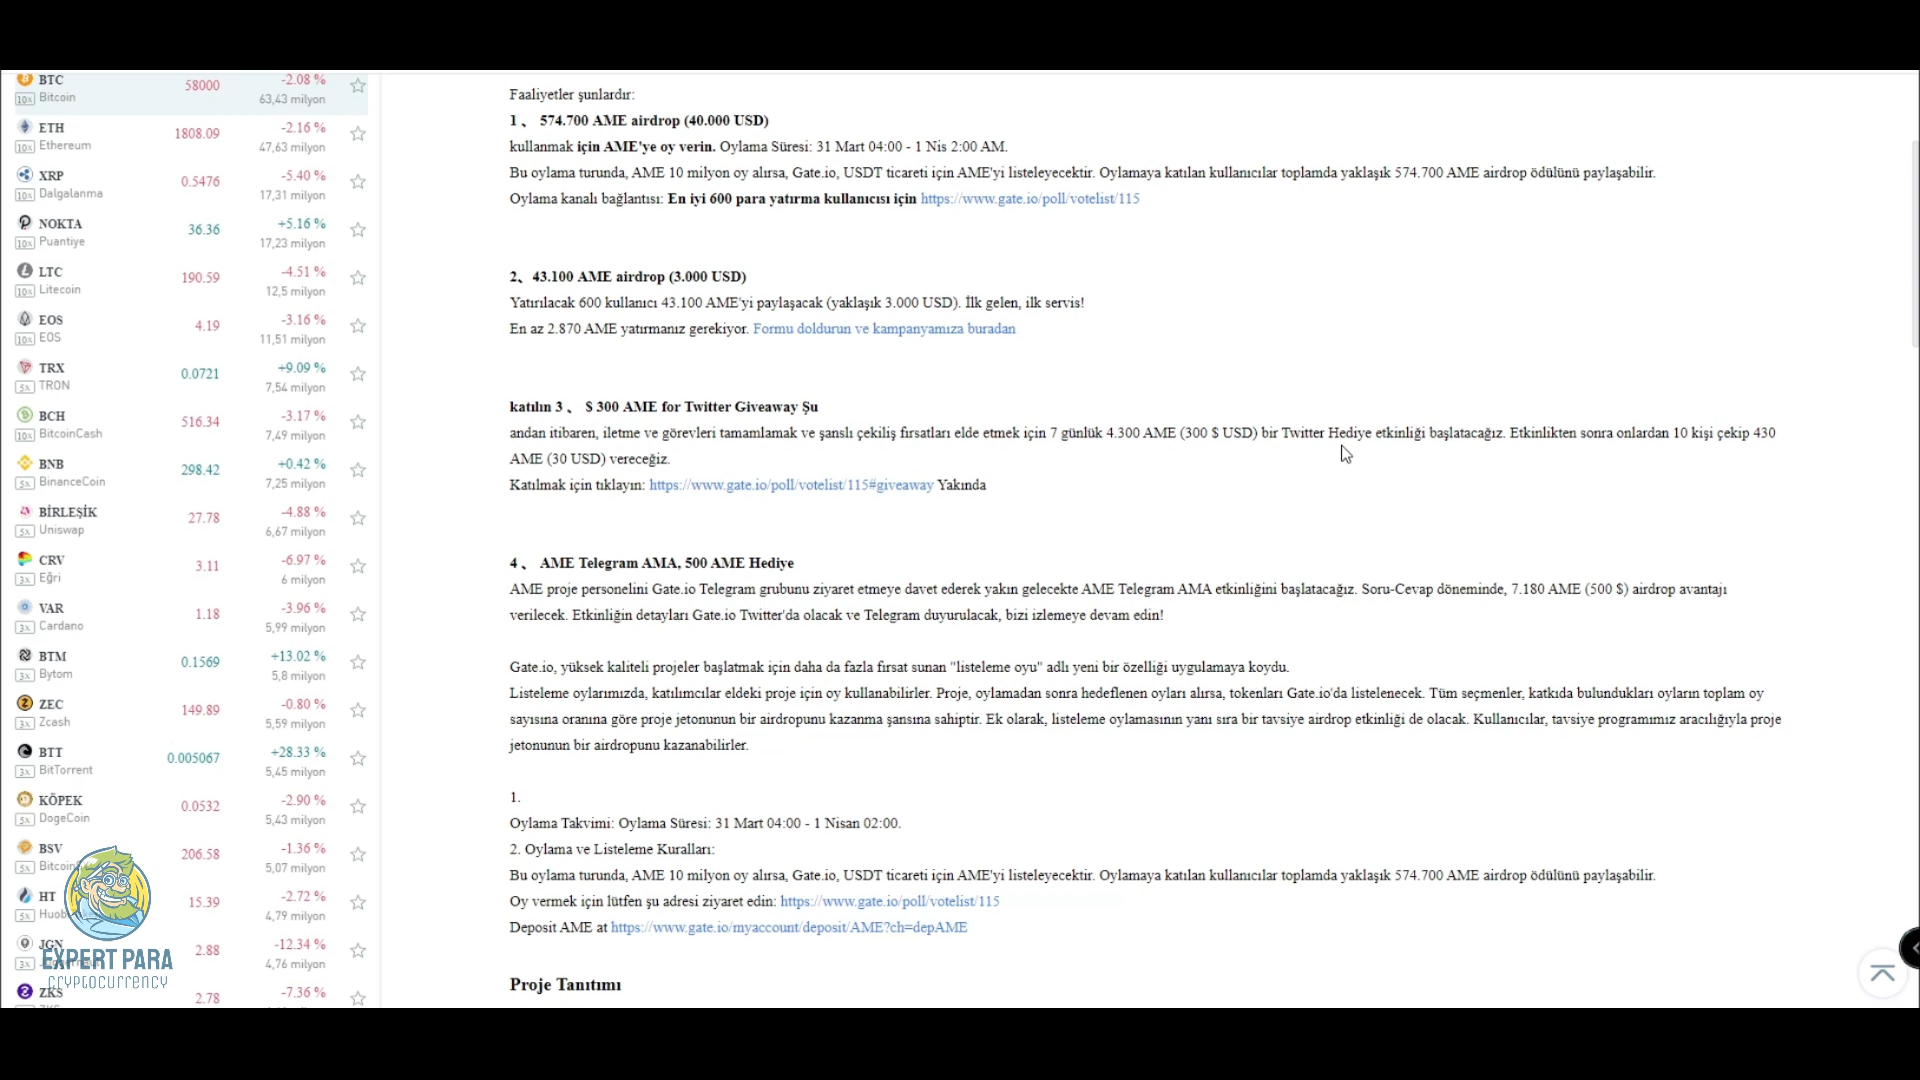 BTC 58000 -2.08 %
10x Bitcoin 63,43 milyon
ETH 1808.09 -2.16 %
10x Ethereum 47,63 milyon
XRP 0.5476 -5.40 %
10x Dalgalanma 17,31 milyon
NOKTA 36.36 +5.16 %
10x Puantiye 17,23 milyon
LTC 190.59 -4.51 %
10x Litecoin 12,5 milyon
EOS 4.19 -3.16 %
10x EOS 11,51 milyon
TRX 0.0721 +9.09 %
5x TRON 7,54 milyon
BCH 516.34 -3.17 %
10x BitcoinCash 7,49 milyon
BNB 298.42 +0.42 %
5x BinanceCoin 7,25 milyon
BİRLEŞİK 27.78 -4.88 %
5x Uniswap 6,67 milyon
CRV 3.11 -6.97 %
3x Eğri 6 milyon
VAR 1.18 -3.96 %
3x Cardano 5,99 milyon
BTM 0.1569 +13.02 %
3x Bytom 5,8 milyon
ZEC 149.89 -0.80 %
3x Zcash 5,59 milyon
BTT 0.005067 +28.33 %
3x BitTorrent 5,45 milyon
KÖPEK 0.0532 -2.90 %
5x DogeCoin 5,43 milyon
BSV 206.58 -1.36 %
5x 5,07 milyon
HT 15.39 -2.72 %
5x 4,79 milyon
JGN 2.88 -12.34 %
3x 4,76 milyon
ZKS 2.78 -7.36 %
EXPERT PARA
CRYPTOCURRENCY
Faaliyetler şunlardır:
1 、 574.700 AME airdrop (40.000 USD)
kullanmak için AME'ye oy verin. Oylama Süresi: 31 Mart 04:00 - 1 Nis 2:00 AM.
Bu oylama turunda, AME 10 milyon oy alırsa, Gate.io, USDT ticareti için AME'yi listeleyecektir. Oylamaya katılan kullanıcılar toplamda yaklaşık 574.700 AME airdrop ödülünü paylaşabilir.
Oylama kanalı bağlantısı: En iyi 600 para yatırma kullanıcısı için https://www.gate.io/poll/votelist/115
2、 43.100 AME airdrop (3.000 USD)
Yatırılacak 600 kullanıcı 43.100 AME'yi paylaşacak (yaklaşık 3.000 USD). İlk gelen, ilk servis!
En az 2.870 AME yatırmanız gerekiyor. Formu doldurun ve kampanyamıza buradan
katılın 3 、 $ 300 AME for Twitter Giveaway Şu
andan itibaren, iletme ve görevleri tamamlamak ve şanslı çekiliş fırsatları elde etmek için 7 günlük 4.300 AME (300 $ USD) bir Twitter Hediye etkinliği başlatacağız. Etkinlikten sonra onlardan 10 kişi çekip 430
AME (30 USD) vereceğiz.
Katılmak için tıklayın: https://www.gate.io/poll/votelist/115#giveaway Yakında
4 、 AME Telegram AMA, 500 AME Hediye
AME proje personelini Gate.io Telegram grubunu ziyaret etmeye davet ederek yakın gelecekte AME Telegram AMA etkinliğini başlatacağız. Soru-Cevap döneminde, 7.180 AME (500 $) airdrop avantajı
verilecek. Etkinliğin detayları Gate.io Twitter'da olacak ve Telegram duyurulacak, bizi izlemeye devam edin!
Gate.io, yüksek kaliteli projeler başlatmak için daha da fazla fırsat sunan "listeleme oyu" adlı yeni bir özelliği uygulamaya koydu.
Listeleme oylarımızda, katılımcılar eldeki proje için oy kullanabilirler. Proje, oylamadan sonra hedeflenen oyları alırsa, tokenları Gate.io'da listelenecek. Tüm seçmenler, katkıda bulundukları oyların toplam oy
sayısına oranına göre proje jetonunun bir airdropunu kazanma şansına sahiptir. Ek olarak, listeleme oylamasının yanı sıra bir tavsiye airdrop etkinliği de olacak. Kullanıcılar, tavsiye programımız aracılığıyla proje
jetonunun bir airdropunu kazanabilirler.
1.
Oylama Takvimi: Oylama Süresi: 31 Mart 04:00 - 1 Nisan 02:00.
2. Oylama ve Listeleme Kuralları:
Bu oylama turunda, AME 10 milyon oy alırsa, Gate.io, USDT ticareti için AME'yi listeleyecektir. Oylamaya katılan kullanıcılar toplamda yaklaşık 574.700 AME airdrop ödülünü paylaşabilir.
Oy vermek için lütfen şu adresi ziyaret edin: https://www.gate.io/poll/votelist/115
Deposit AME at https://www.gate.io/myaccount/deposit/AME?ch=depAME
Proje Tanıtımı